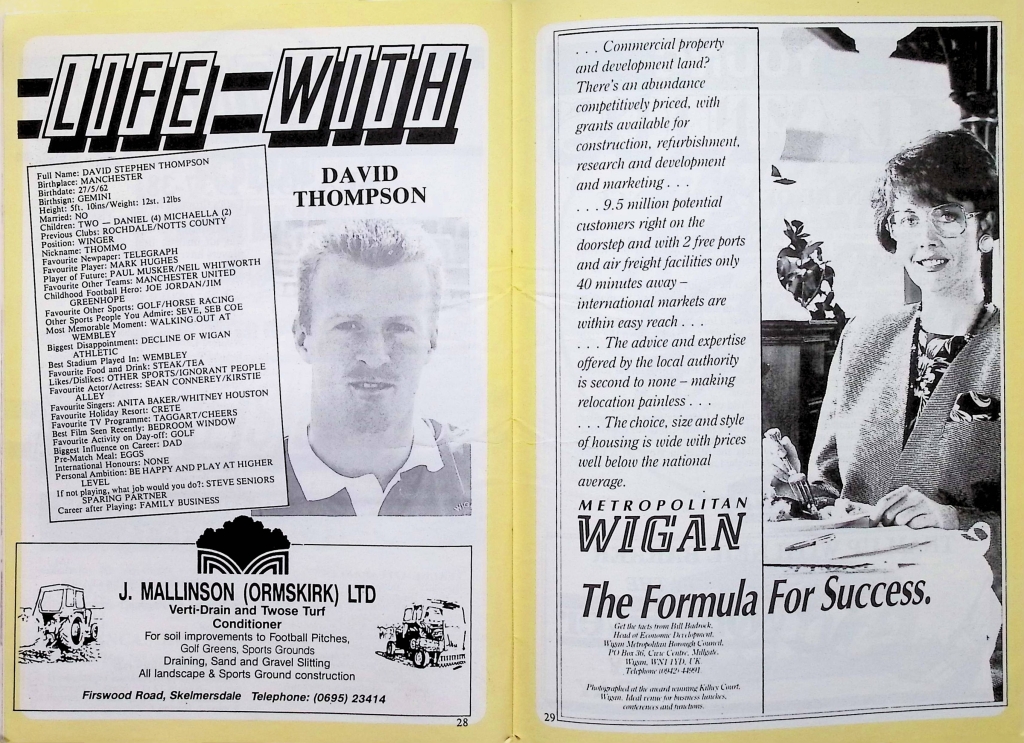 LIFE WITH
DAVID
THOMPSON
Full Name: DAVID STEPHEN THOMPSON
Birthplace: MANCHESTER
Birthdate: 27/5/62
Birthsign: GEMINI
Height: 5ft. 10ins/Weight: 12st. 12lbs
Married: NO
Children: TWO — DANIEL (4) MICHAELLA (2)
Previous Clubs: ROCHDALE/NOTTS COUNTY
Position: WINGER
Nickname: THOMMO
Favourite Newspaper: TELEGRAPH
Favourite Player: MARK HUGHES
Player of Future: PAUL MUSKER/NEIL WHITWORTH
Favourite Other Teams: MANCHESTER UNITED
Childhood Football Hero: JOE JORDAN/JIM
GREENHOPE
Favourite Other Sports: GOLF/HORSE RACING
Other Sports People You Admire: SEVE, SEB COE
Most Memorable Moment: WALKING OUT AT
WEMBLEY
Biggest Disappointment: DECLINE OF WIGAN
ATHLETIC
Best Stadium Played In: WEMBLEY
Favourite Food and Drink: STEAK/TEA
Likes/Dislikes: OTHER SPORTS/IGNORANT PEOPLE
Favourite Actor/Actress: SEAN CONNEREY/KIRSTIE
ALLEY
Favourite Singers: ANITA BAKER/WHITNEY HOUSTON
Favourite Holiday Resort: CRETE
Favourite TV Programme: TAGGART/CHEERS
Best Film Seen Recently: BEDROOM WINDOW
Favourite Activity on Day-off: GOLF
Biggest Influence on Career: DAD
Pre-Match Meal: EGGS
International Honours: NONE
Personal Ambition: BE HAPPY AND PLAY AT HIGHER
LEVEL
If not playing, what job would you do?: STEVE SENIORS
SPARING PARTNER
Career after Playing: FAMILY BUSINESS
J. MALLINSON (ORMSKIRK) LTD
Verti-Drain and Twose Turf
Conditioner
For soil improvements to Football Pitches,
Golf Greens, Sports Grounds
Draining, Sand and Gravel Slitting
All landscape & Sports Ground construction
Firswood Road, Skelmersdale Telephone: (0695) 23414
28
. . . Commercial property
and development land?
There's an abundance
competitively priced, with
grants available for
construction, refurbishment,
research and development
and marketing . . .
. . . 9.5 million potential
customers right on the
doorstep and with 2 free ports
and air freight facilities only
40 minutes away –
international markets are
within easy reach . . .
. . . The advice and expertise
offered by the local authority
is second to none – making
relocation painless . . .
. . . The choice, size and style
of housing is wide with prices
well below the national
average.
METROPOLITAN
WIGAN
The Formula For Success.
Get the facts from Bill
Head of Economic Development,
Wigan Metropolitan Borough Council,
PO Box 36, Civic Centre, Millgate,
Wigan, WN1 1YD, UK.
Telephone (0942) 44991
Photographed at the award winning Kilhey Court,
Wigan. Ideal venue for business lunches,
conferences and functions.
29